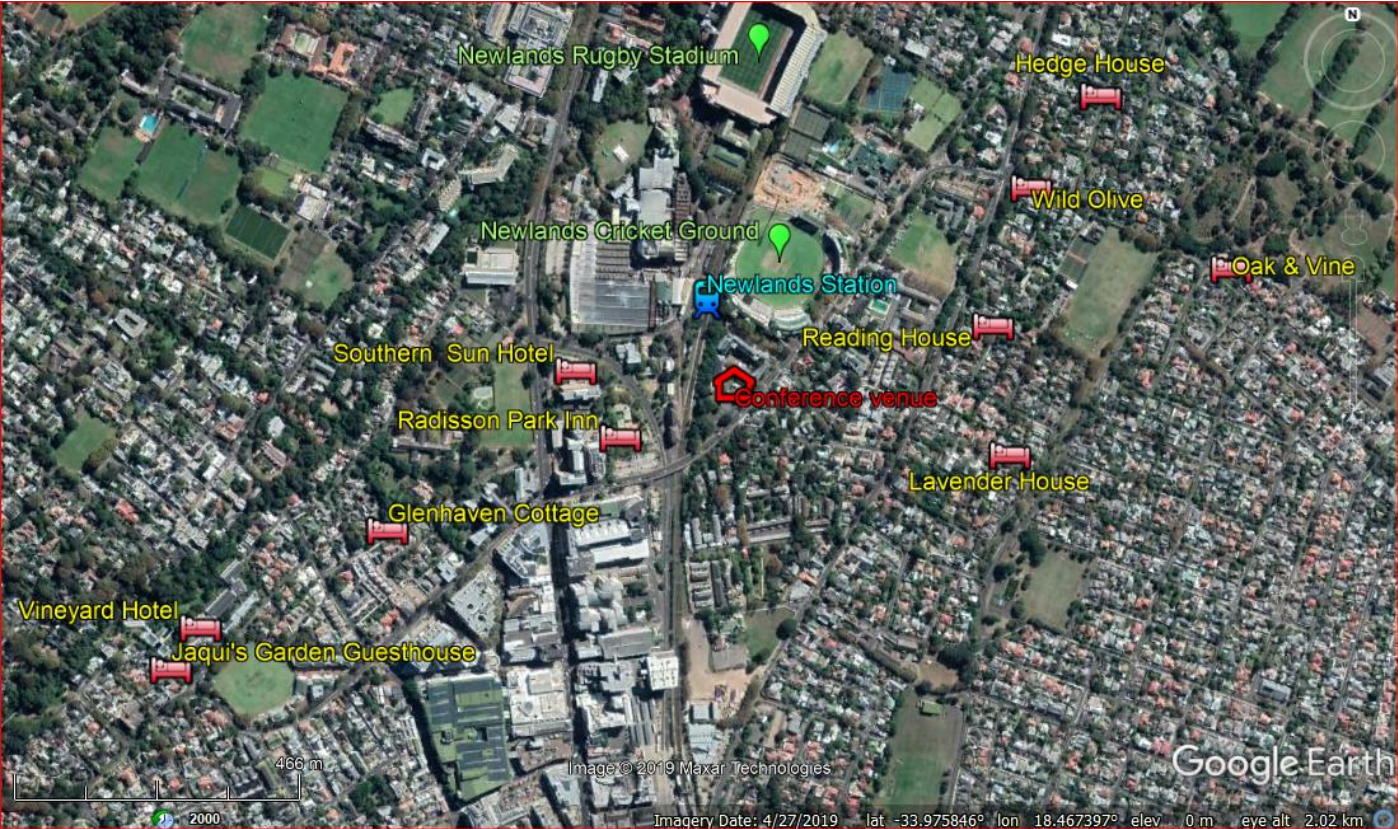 N
Newlands Rugby Stadium
Hedge House
Wild Olive
Newlands Cricket Ground
Oak & Vine
Newlands Station
Reading House
Southern Sun Hotel
Conference venue
Radisson Park Inn
Lavender House
Glenhaven Cottage
Vineyard Hotel
Jaqui's Garden Guesthouse
466 m
Image © 2019 Maxar Technologies
Google Earth
2000
Imagery Date: 4/27/2019 lat -33.975846° lon 18.467397° elev 0 m eye alt 2.02 km